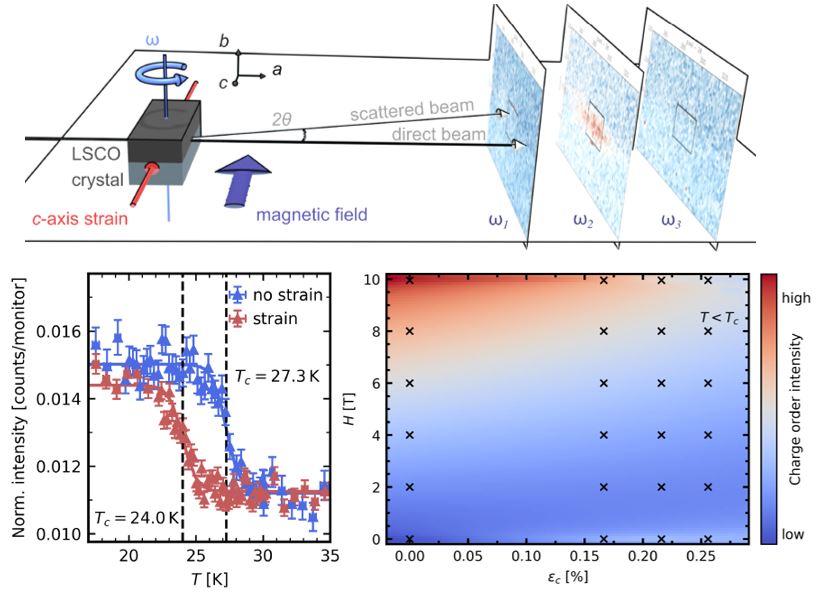 ω
b
a
c
2θ
scattered beam
direct beam
LSCO
crystal
c-axis strain
magnetic field
ω1
ω2
ω3
Norm. intensity [counts/monitor]
0.016
0.014
0.012
0.010
no strain
strain
Tc = 27.3 K
Tc = 24.0 K
20
25
30
35
T [K]
H [T]
10
8
6
4
2
0
T < Tc
0.00
0.05
0.10
0.15
0.20
0.25
εc [%]
high
Charge order intensity
low